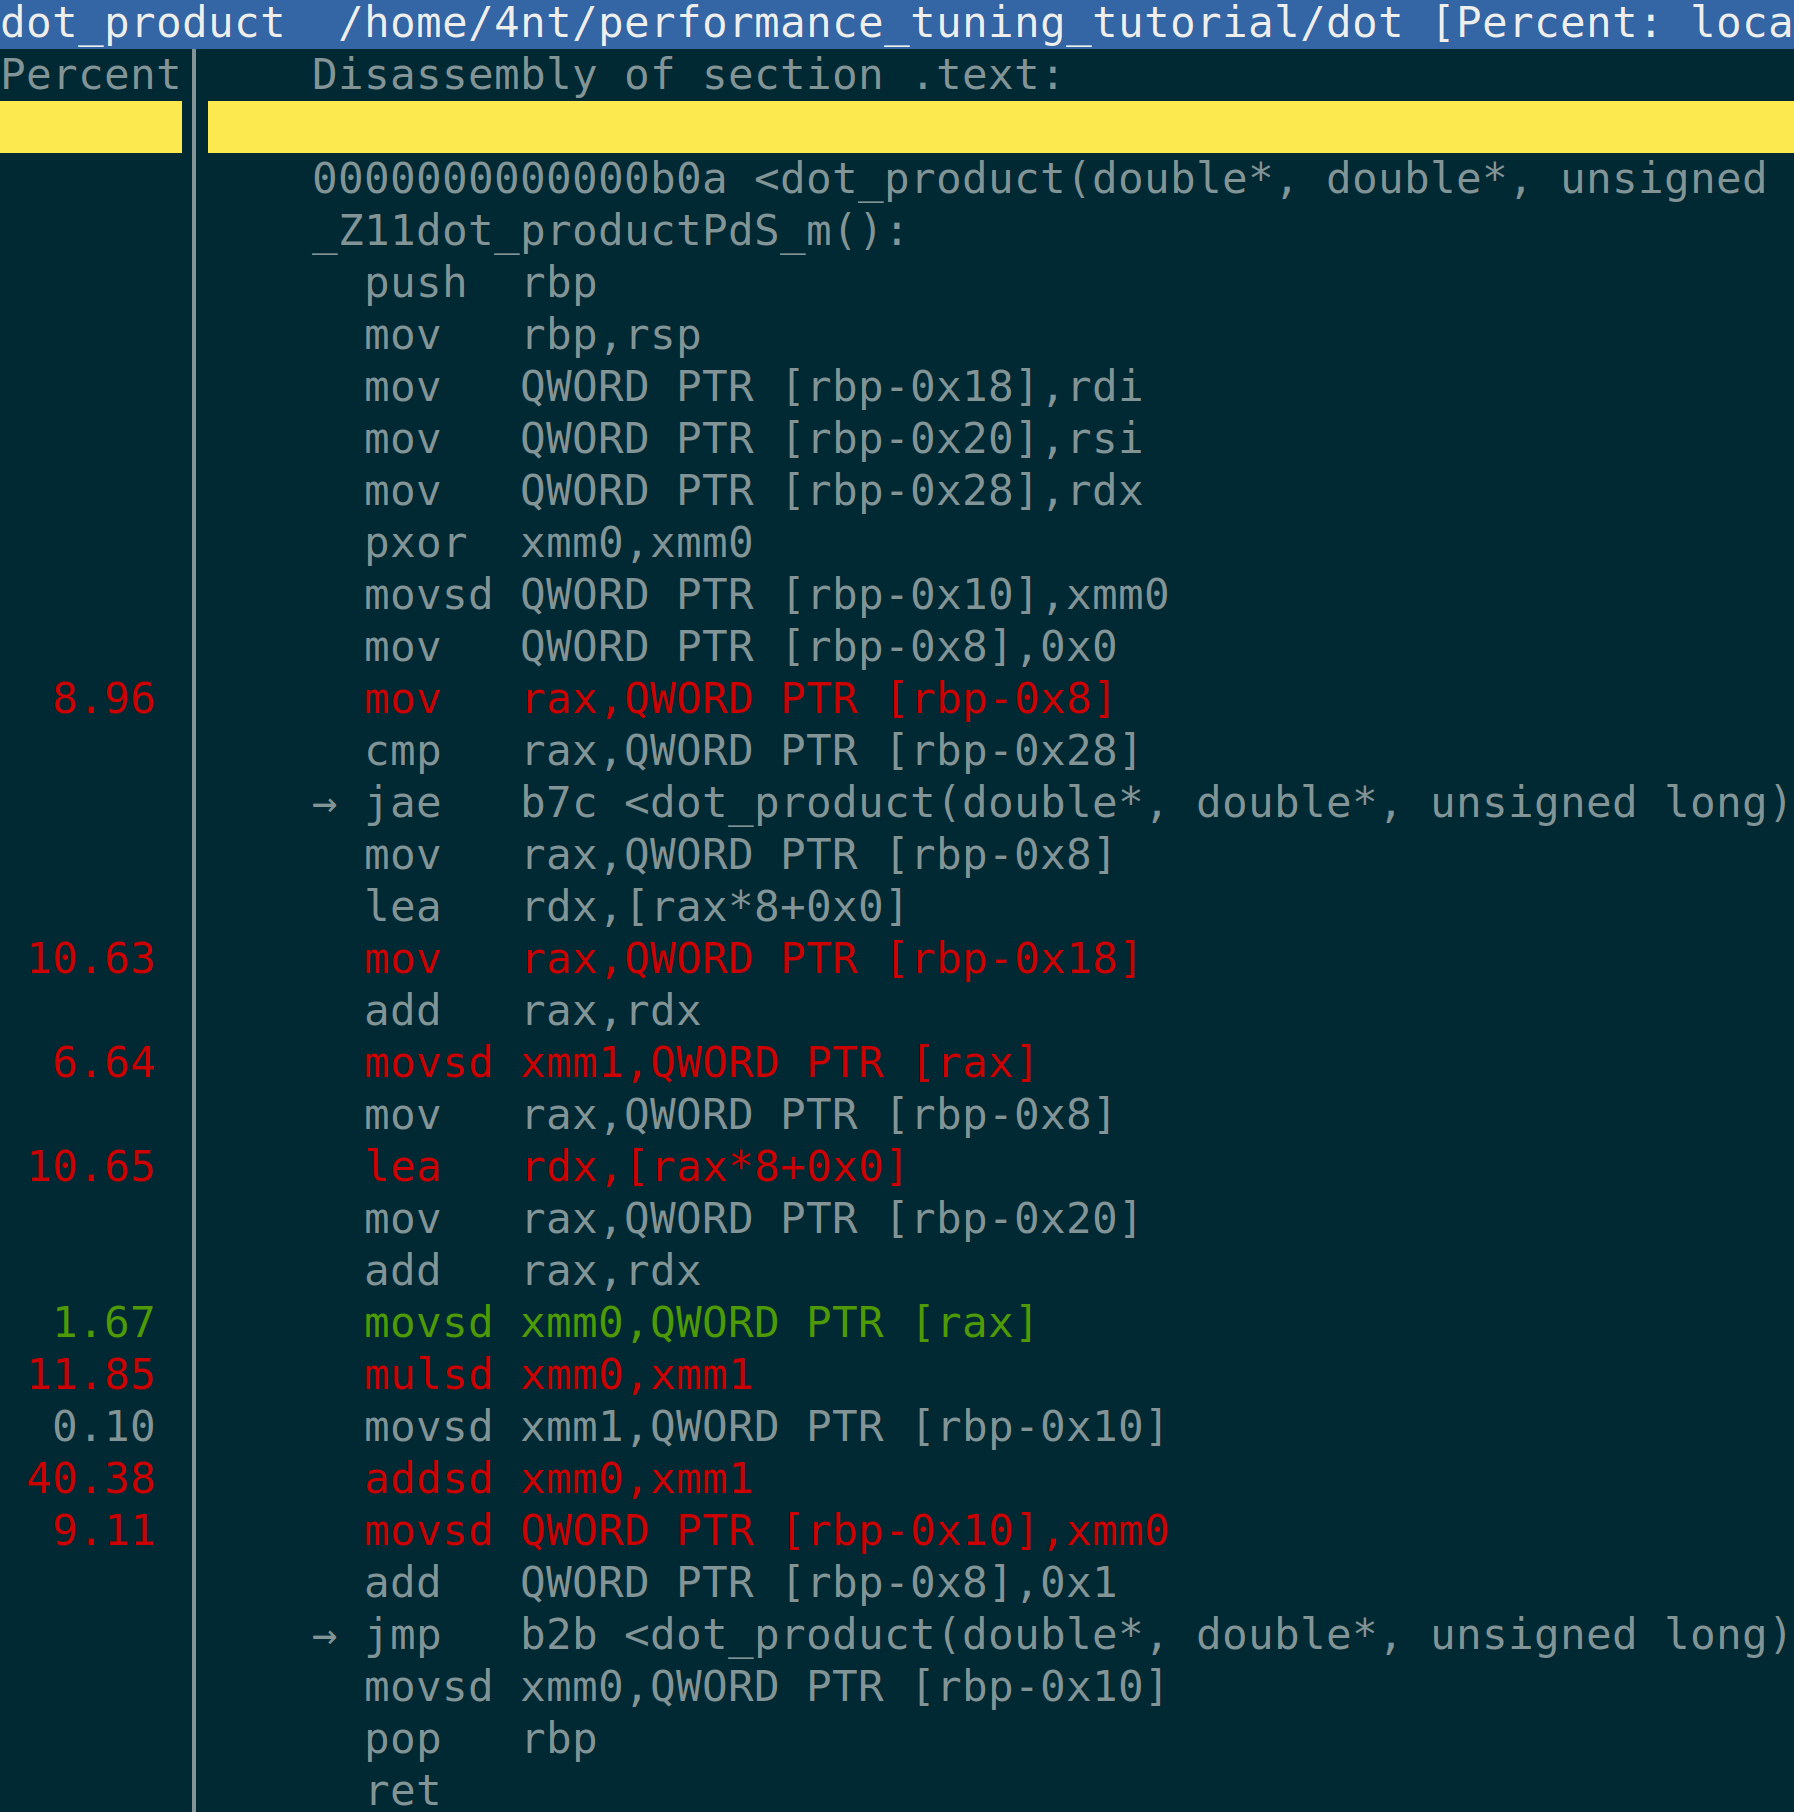 dot_product  /home/4nt/performance_tuning_tutorial/dot [Percent: loca
Percent     Disassembly of section .text:
0000000000000b0a <dot_product(double*, double*, unsigned
_Z11dot_productPdS_m():
push  rbp
mov   rbp,rsp
mov   QWORD PTR [rbp-0x18],rdi
mov   QWORD PTR [rbp-0x20],rsi
mov   QWORD PTR [rbp-0x28],rdx
pxor  xmm0,xmm0
movsd QWORD PTR [rbp-0x10],xmm0
mov   QWORD PTR [rbp-0x8],0x0
8.96        mov   rax,QWORD PTR [rbp-0x8]
cmp   rax,QWORD PTR [rbp-0x28]
→ jae   b7c <dot_product(double*, double*, unsigned long)
mov   rax,QWORD PTR [rbp-0x8]
lea   rdx,[rax*8+0x0]
10.63        mov   rax,QWORD PTR [rbp-0x18]
add   rax,rdx
6.64        movsd xmm1,QWORD PTR [rax]
mov   rax,QWORD PTR [rbp-0x8]
10.65        lea   rdx,[rax*8+0x0]
mov   rax,QWORD PTR [rbp-0x20]
add   rax,rdx
1.67        movsd xmm0,QWORD PTR [rax]
11.85        mulsd xmm0,xmm1
0.10        movsd xmm1,QWORD PTR [rbp-0x10]
40.38        addsd xmm0,xmm1
9.11        movsd QWORD PTR [rbp-0x10],xmm0
add   QWORD PTR [rbp-0x8],0x1
→ jmp   b2b <dot_product(double*, double*, unsigned long)
movsd xmm0,QWORD PTR [rbp-0x10]
pop   rbp
ret